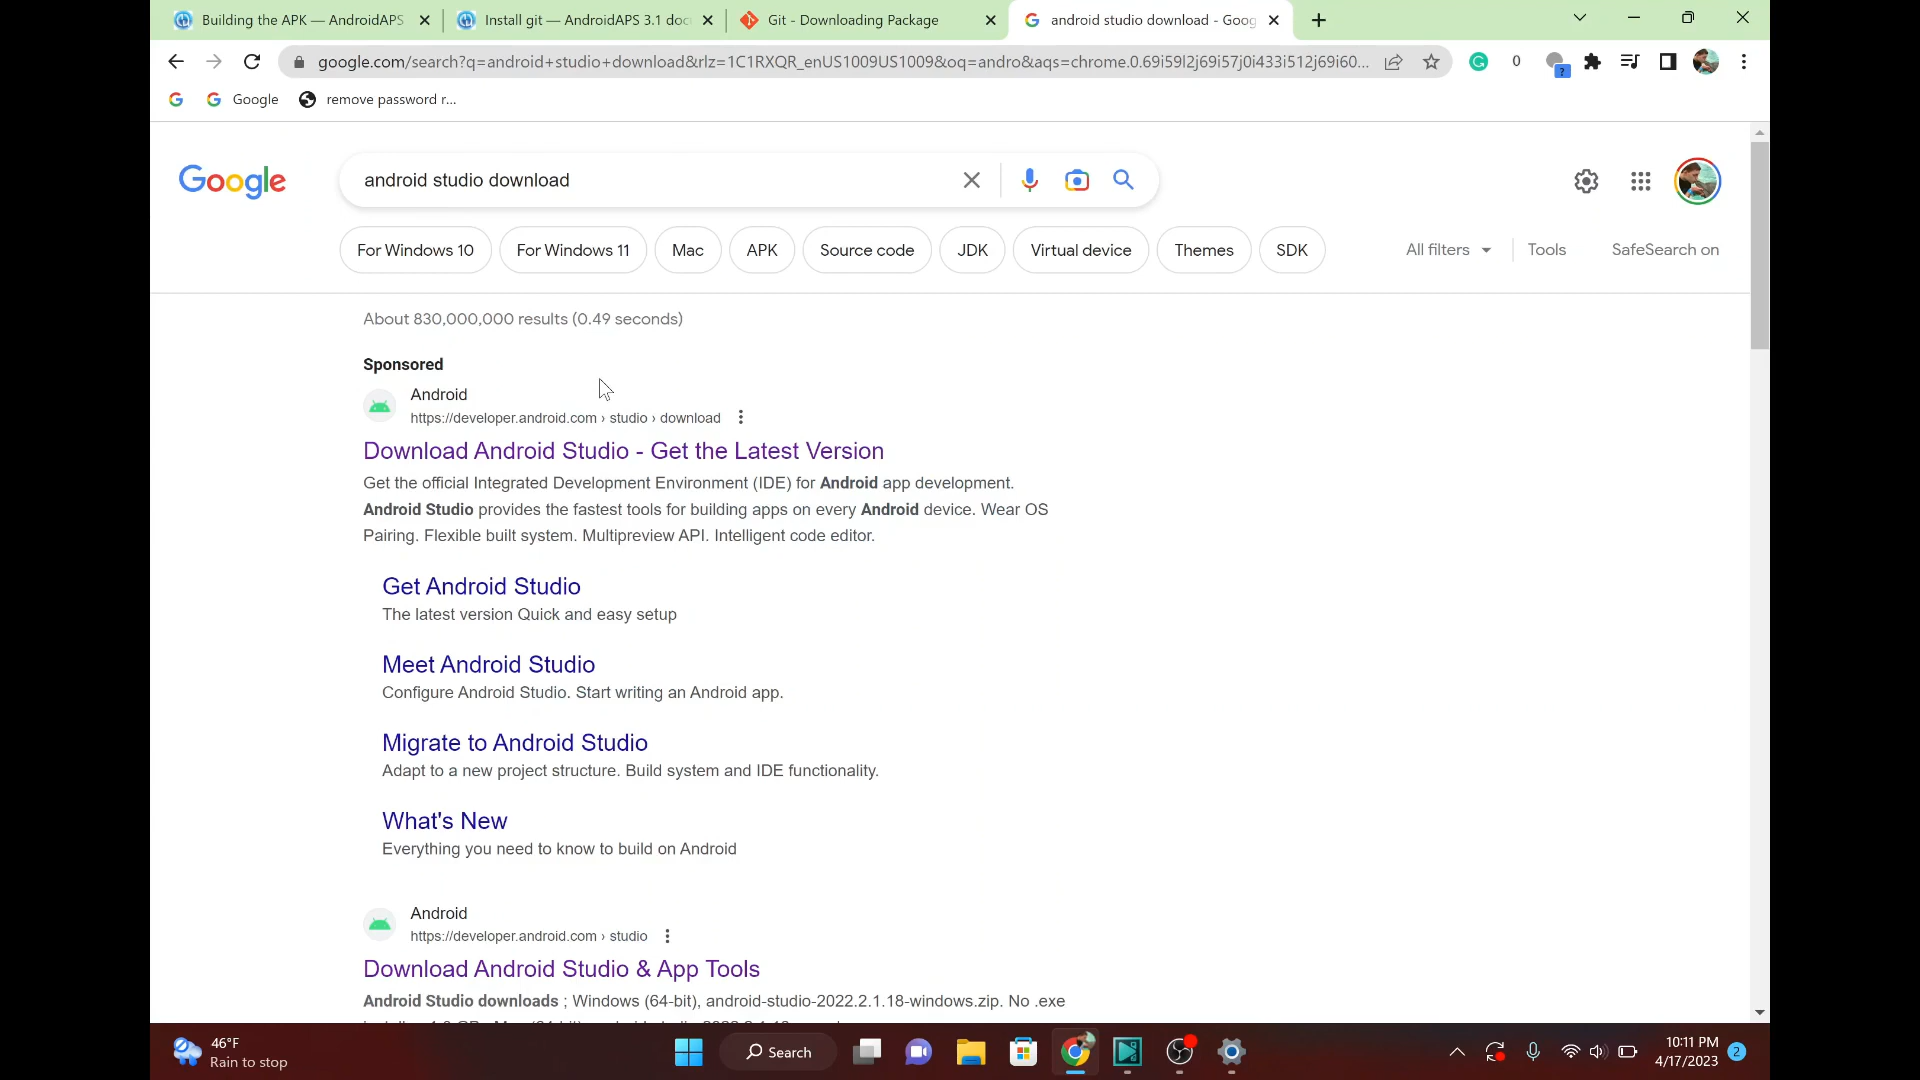 Building the APK — AndroidAPS
Install git — AndroidAPS 3.1 doc
Git - Downloading Package
android studio download - Goog
google.com/search?q=android+studio+download&rlz=1C1RXQR_enUS1009US1009&oq=andro&aqs=chrome.0.69i59l2j69i57j0i433i512j69i60...
0
?
Google
remove password r...
Google
android studio download
For Windows 10
For Windows 11
Mac
APK
Source code
JDK
Virtual device
Themes
SDK
All filters
Tools
SafeSearch on
About 830,000,000 results (0.49 seconds)
Sponsored
Android
https://developer.android.com › studio › download
Download Android Studio - Get the Latest Version
Get the official Integrated Development Environment (IDE) for Android app development.
Android Studio provides the fastest tools for building apps on every Android device. Wear OS
Pairing. Flexible built system. Multipreview API. Intelligent code editor.
Get Android Studio
The latest version Quick and easy setup
Meet Android Studio
Configure Android Studio. Start writing an Android app.
Migrate to Android Studio
Adapt to a new project structure. Build system and IDE functionality.
What's New
Everything you need to know to build on Android
Android
https://developer.android.com › studio
Download Android Studio & App Tools
Android Studio downloads ; Windows (64-bit), android-studio-2022.2.1.18-windows.zip. No .exe
46°F
Rain to stop
Search
10:11 PM
4/17/2023
2